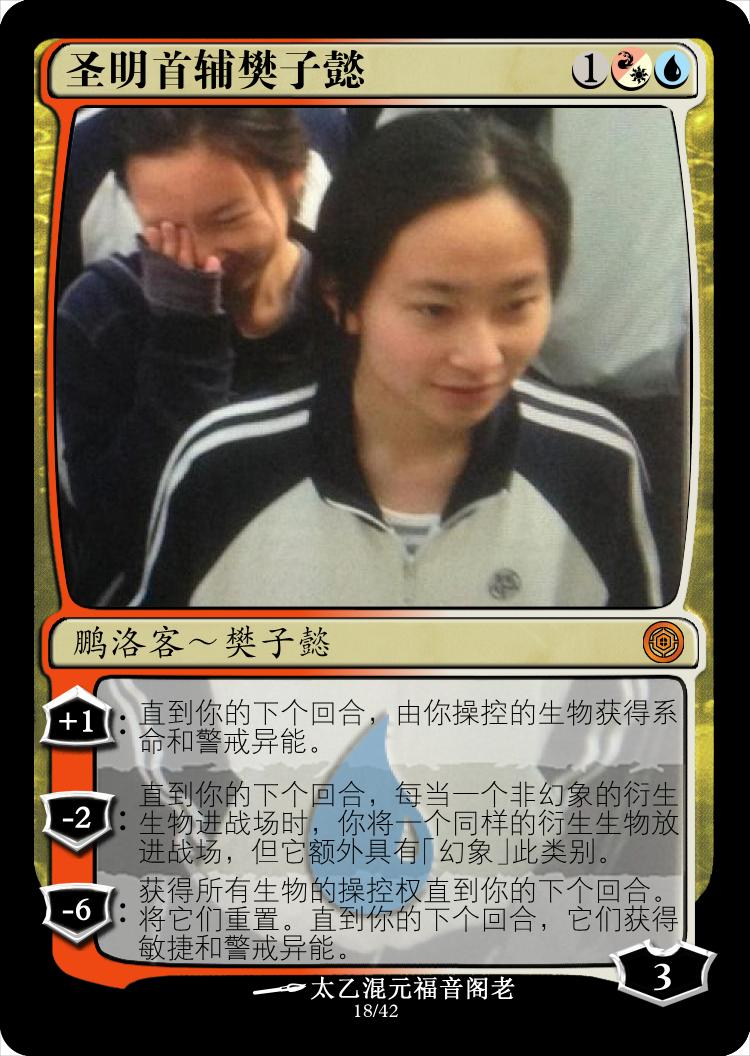 圣明首辅樊子懿
1
鹏洛客～樊子懿
+1：直到你的下个回合，由你操控的生物获得系
命和警戒异能。
-2：直到你的下个回合，每当一个非幻象的衍生
生物进战场时，你将一个同样的衍生生物放
进战场，但它额外具有「幻象」此类别。
-6：获得所有生物的操控权直到你的下个回合。
将它们重置。直到你的下个回合，它们获得
敏捷和警戒异能。
3
太乙混元福音阁老
18/42